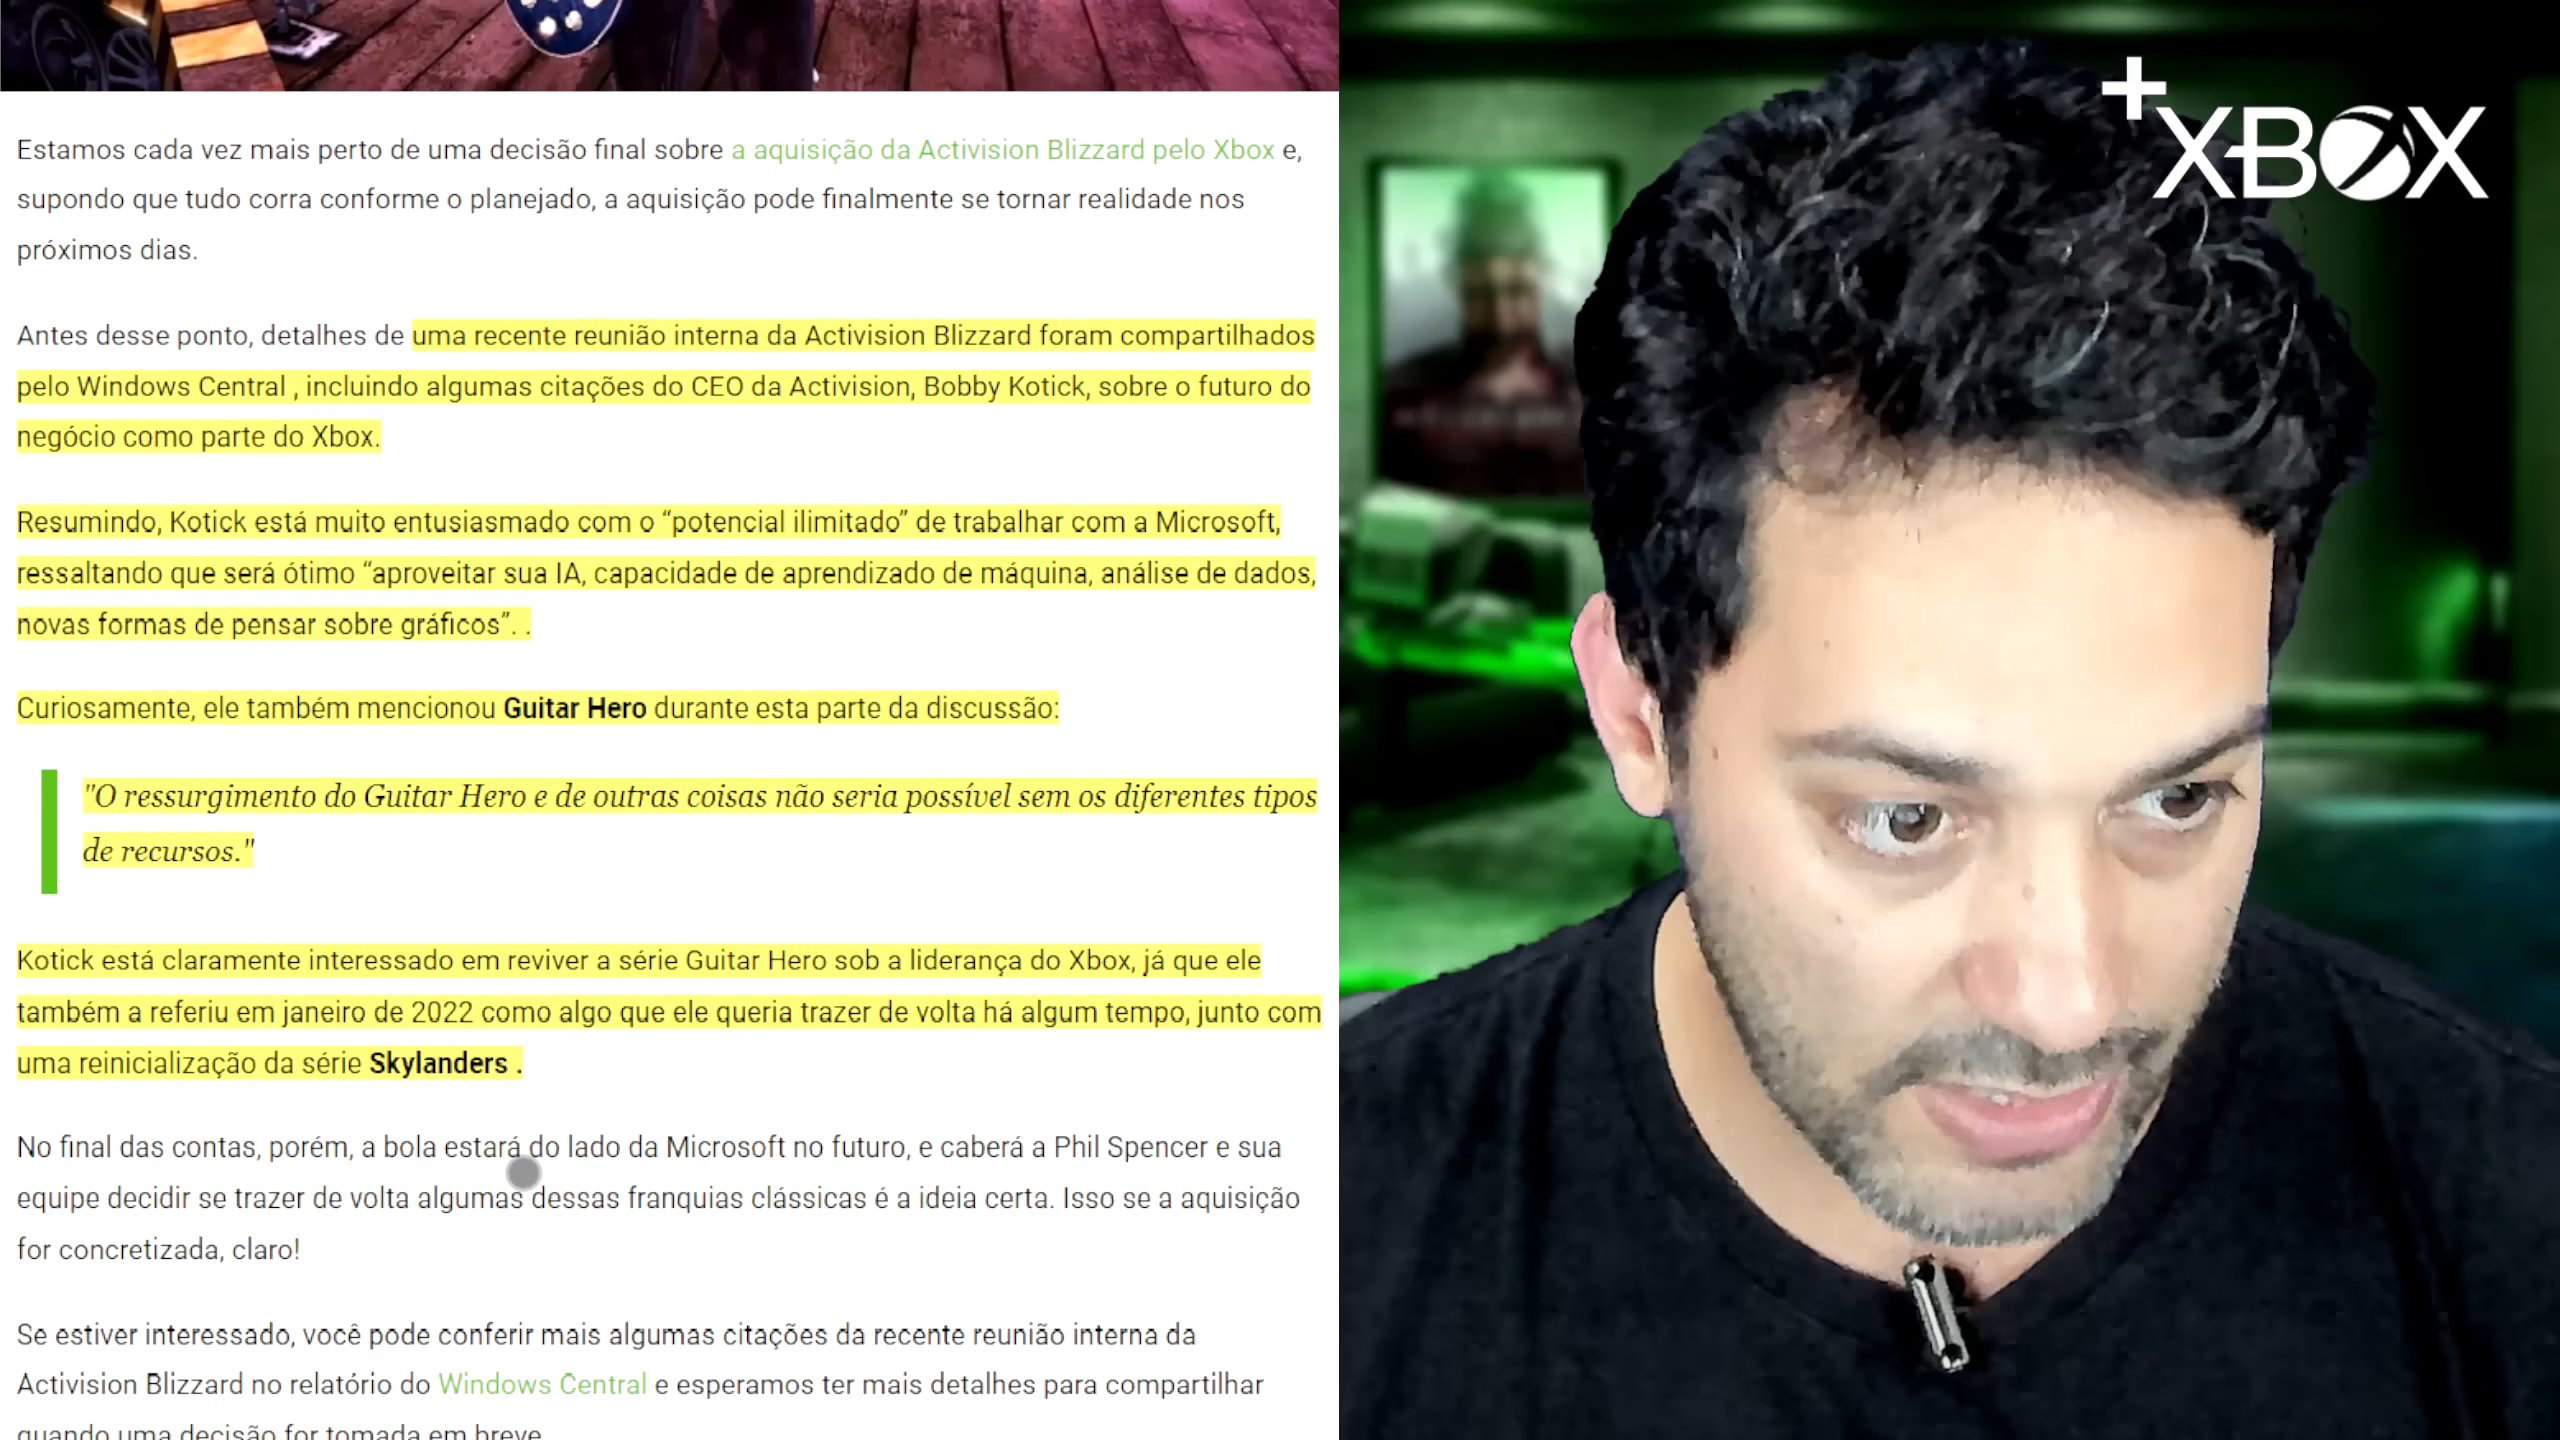 Estamos cada vez mais perto de uma decisão final sobre a aquisição da Activision Blizzard pelo Xbox e,
supondo que tudo corra conforme o planejado, a aquisição pode finalmente se tornar realidade nos
próximos dias.
Antes desse ponto, detalhes de uma recente reunião interna da Activision Blizzard foram compartilhados
pelo Windows Central , incluindo algumas citações do CEO da Activision, Bobby Kotick, sobre o futuro do
negócio como parte do Xbox.
Resumindo, Kotick está muito entusiasmado com o “potencial ilimitado” de trabalhar com a Microsoft,
ressaltando que será ótimo “aproveitar sua IA, capacidade de aprendizado de máquina, análise de dados,
novas formas de pensar sobre gráficos”. .
Curiosamente, ele também mencionou Guitar Hero durante esta parte da discussão:
"O ressurgimento do Guitar Hero e de outras coisas não seria possível sem os diferentes tipos
de recursos."
Kotick está claramente interessado em reviver a série Guitar Hero sob a liderança do Xbox, já que ele
também a referiu em janeiro de 2022 como algo que ele queria trazer de volta há algum tempo, junto com
uma reinicialização da série Skylanders .
No final das contas, porém, a bola estará do lado da Microsoft no futuro, e caberá a Phil Spencer e sua
equipe decidir se trazer de volta algumas dessas franquias clássicas é a ideia certa. Isso se a aquisição
for concretizada, claro!
Se estiver interessado, você pode conferir mais algumas citações da recente reunião interna da
Activision Blizzard no relatório do Windows Central e esperamos ter mais detalhes para compartilhar
quando uma decisão for tomada em breve
+XBOX